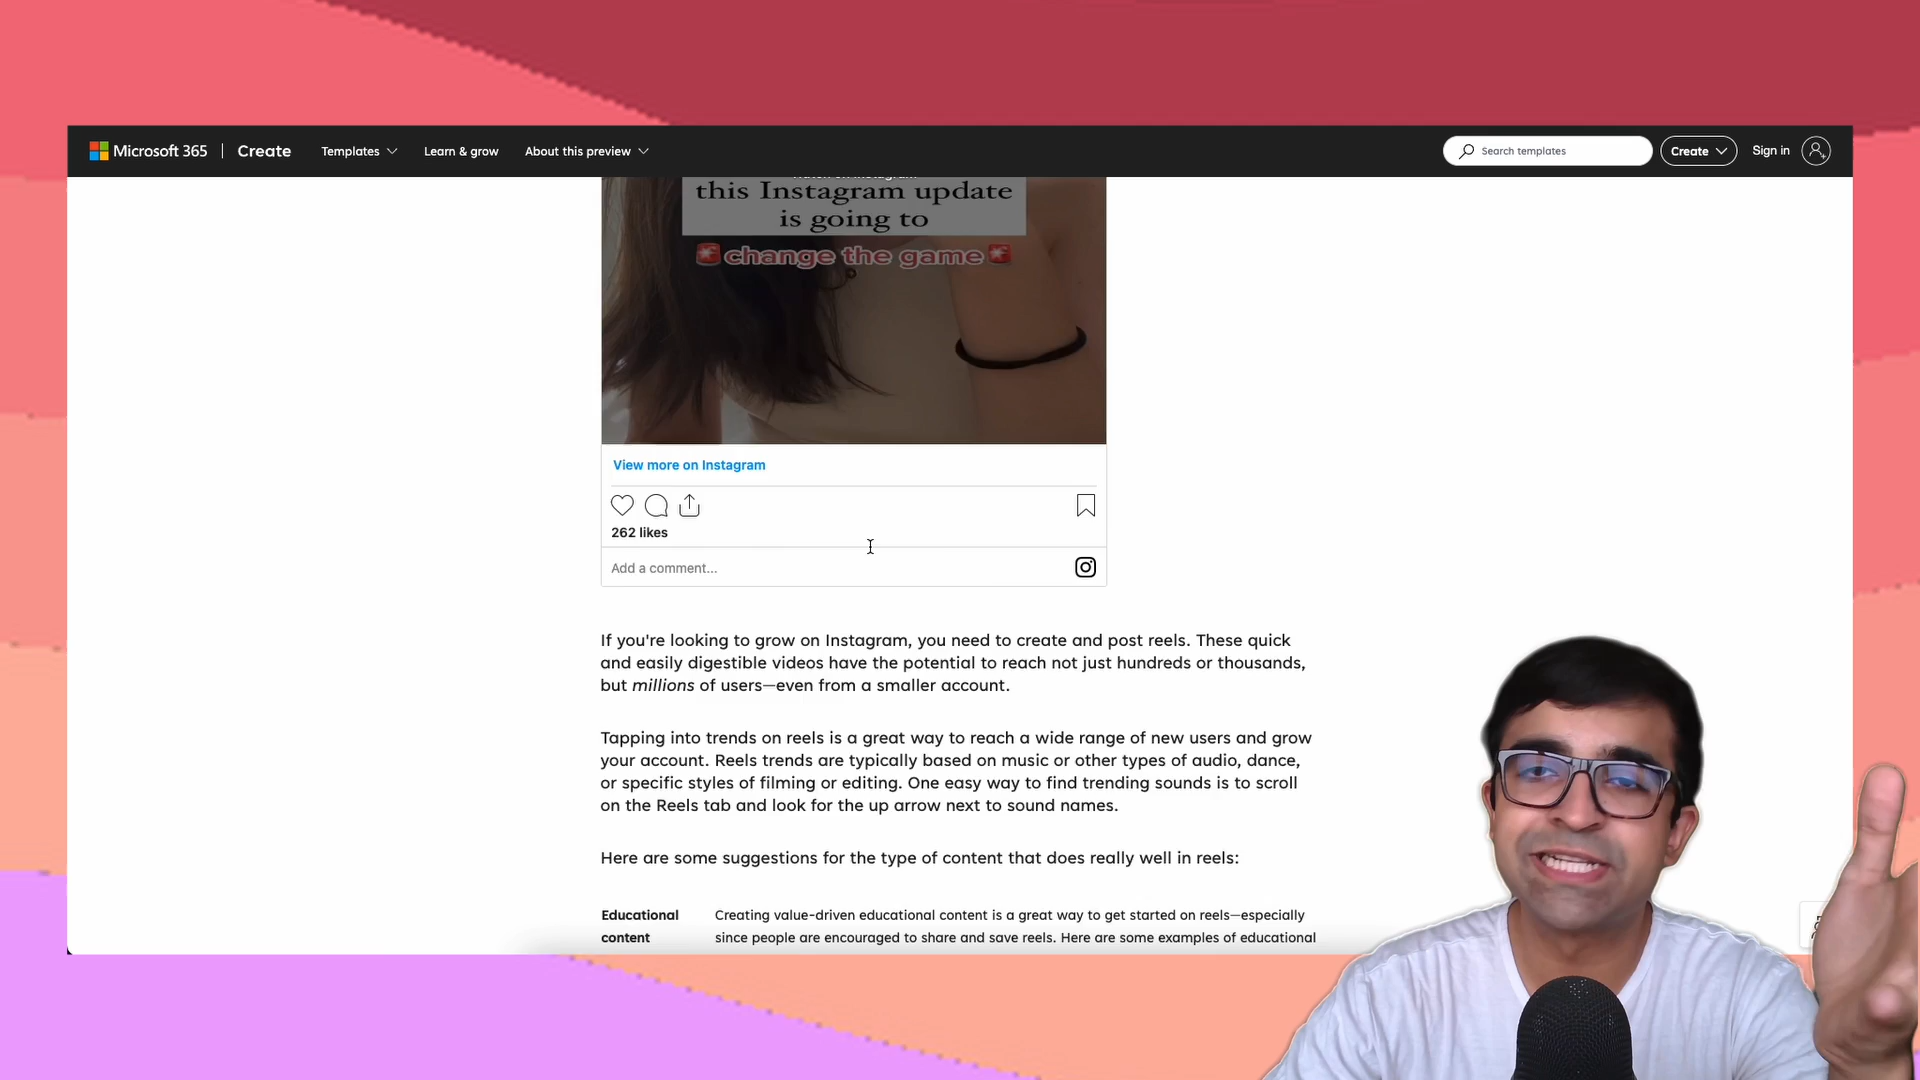 Microsoft 365 | Create Templates Learn & grow About this preview Search templates Create Sign in
this Instagram update
is going to
🚨change the game🚨
View more on Instagram
262 likes
Add a comment...
If you're looking to grow on Instagram, you need to create and post reels. These quick
and easily digestible videos have the potential to reach not just hundreds or thousands,
but millions of users—even from a smaller account.
Tapping into trends on reels is a great way to reach a wide range of new users and grow
your account. Reels trends are typically based on music or other types of audio, dance,
or specific styles of filming or editing. One easy way to find trending sounds is to scroll
on the Reels tab and look for the up arrow next to sound names.
Here are some suggestions for the type of content that does really well in reels:
Educational
content
Creating value-driven educational content is a great way to get started on reels—especially
since people are encouraged to share and save reels. Here are some examples of educational